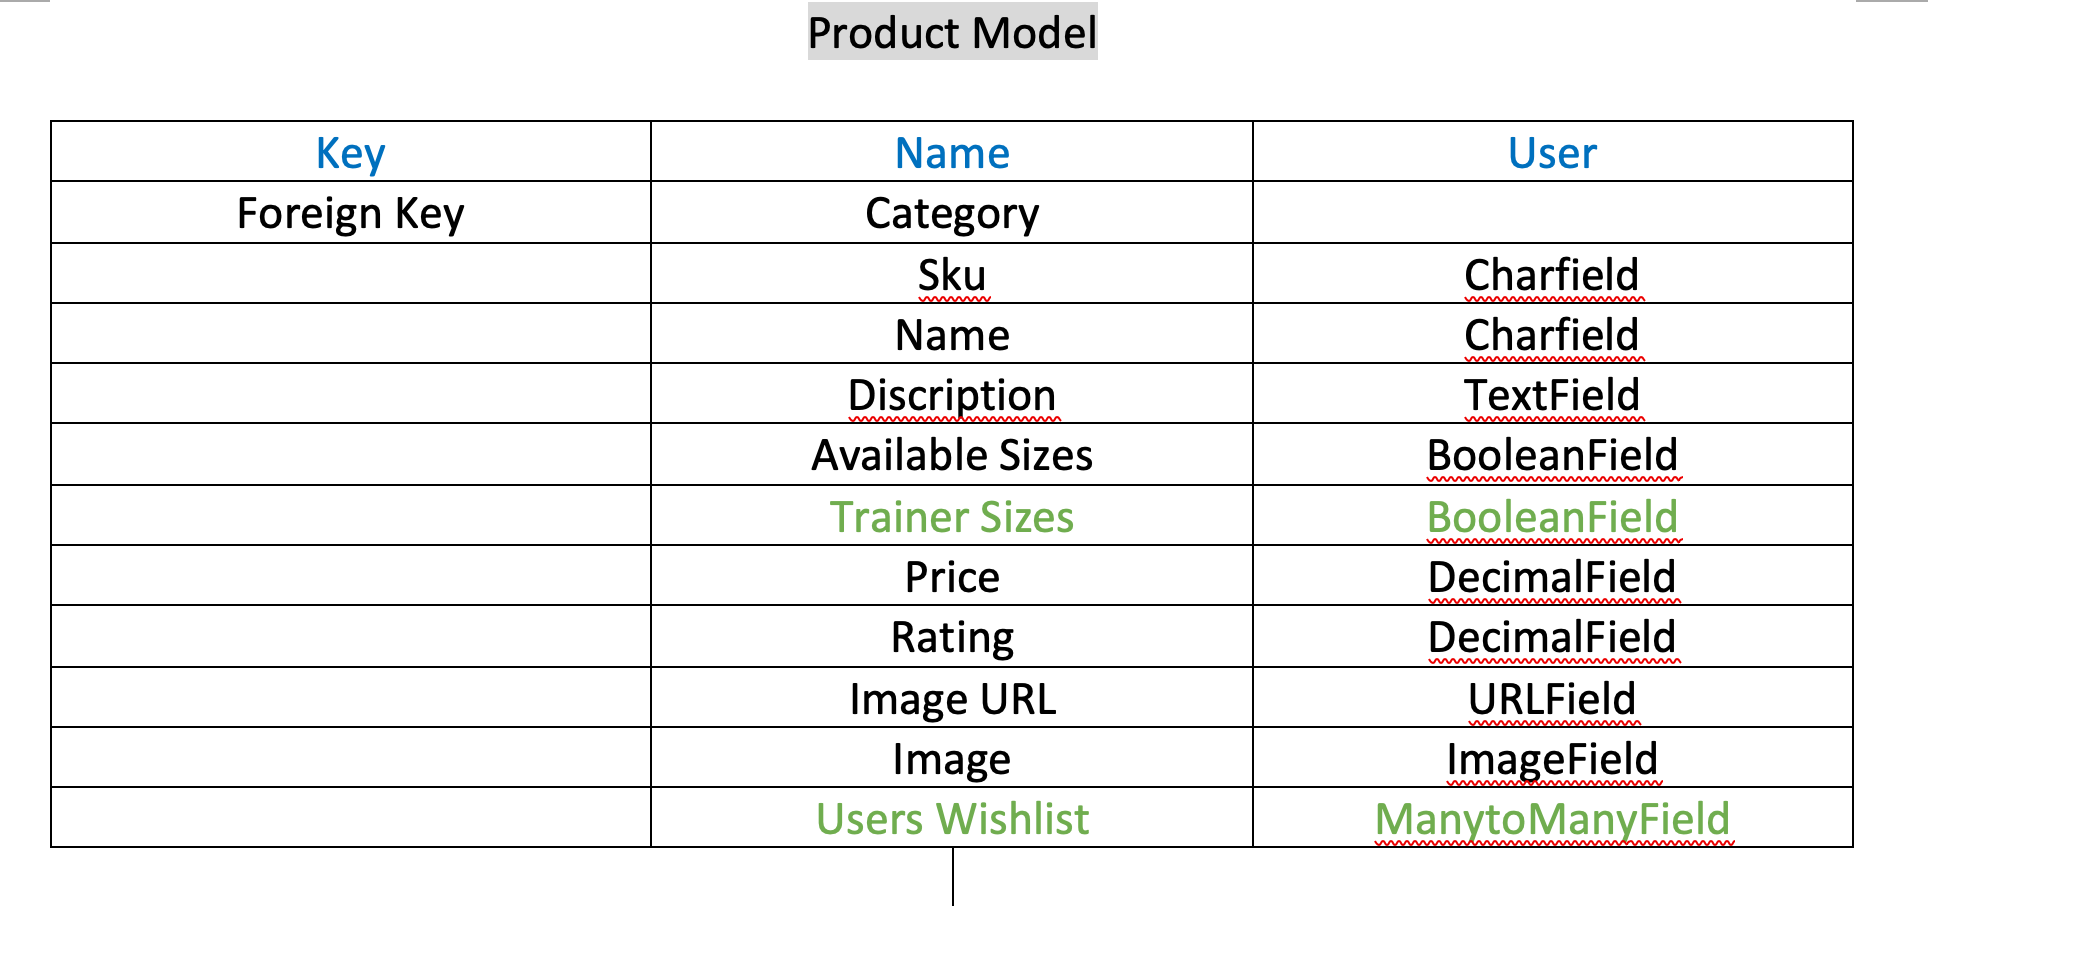 Product Model
Key Name User
Foreign Key Category
Sku Charfield
Name Charfield
Discription TextField
Available Sizes BooleanField
Trainer Sizes BooleanField
Price DecimalField
Rating DecimalField
Image URL URLField
Image ImageField
Users Wishlist ManytoManyField